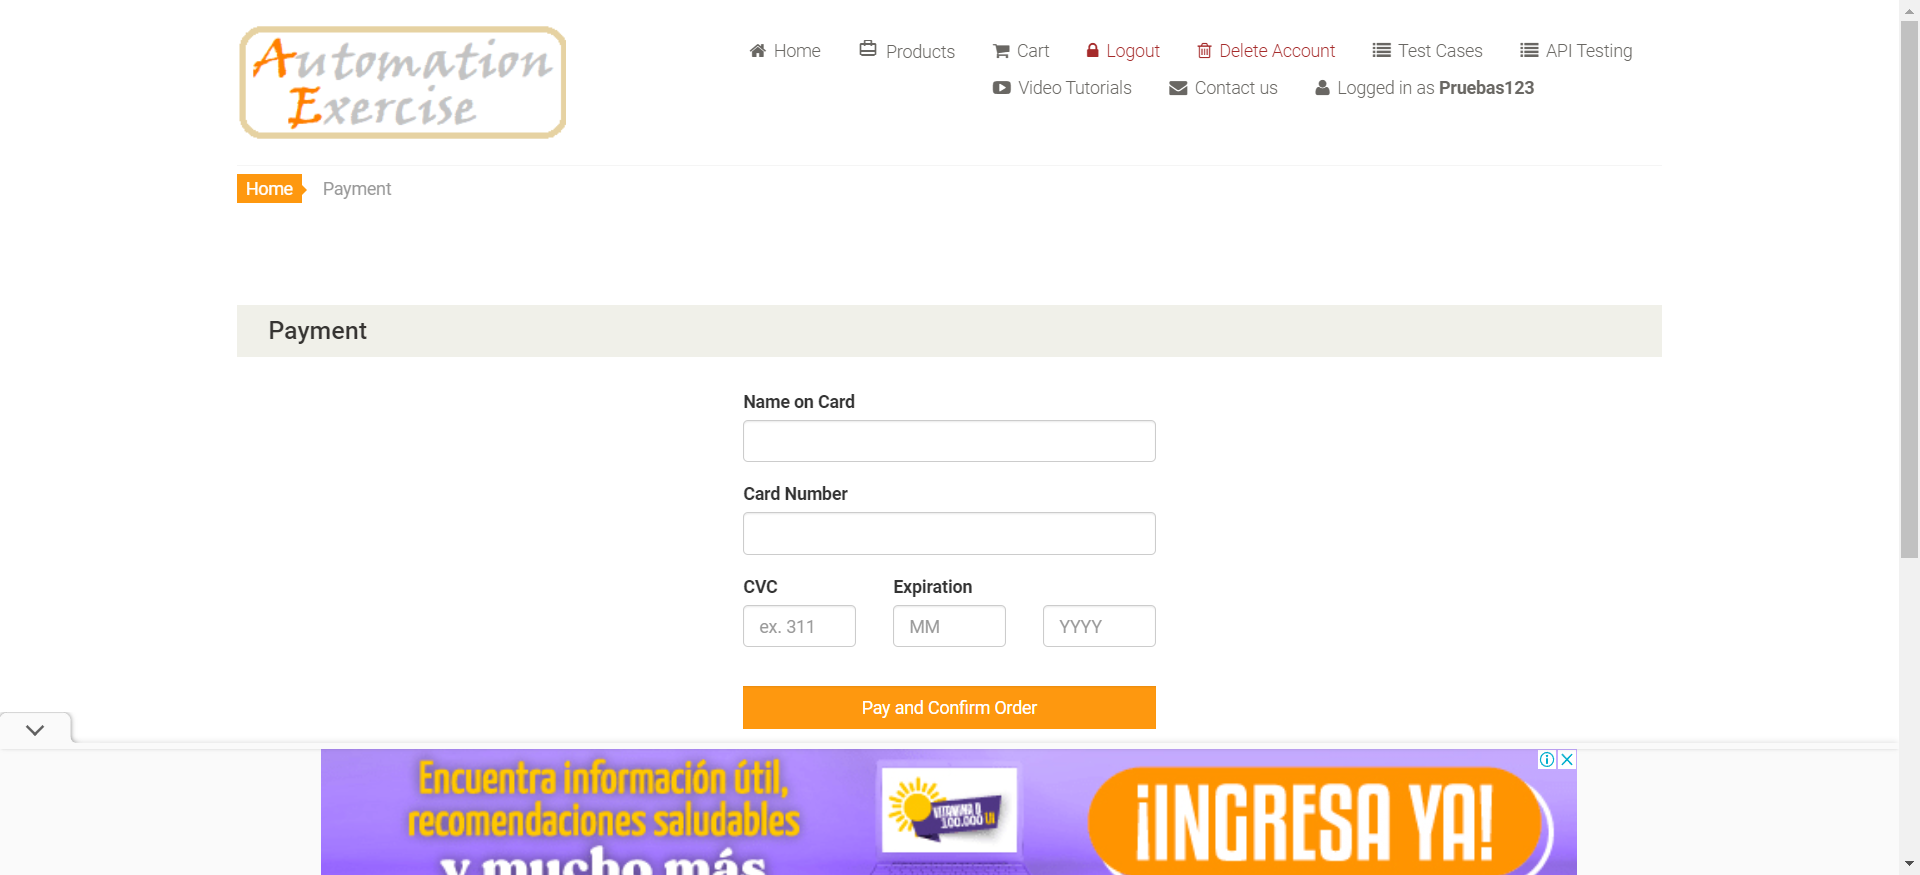 Automation
Exercise
Home Products Cart Logout Delete Account Test Cases API Testing
Video Tutorials Contact us Logged in as Pruebas123
Home Payment
Payment
Name on Card
Card Number
CVC Expiration
ex. 311 MM YYYY
Pay and Confirm Order
Encuentra información útil,
recomendaciones saludables
y mucho más
VITAMINA D
100.000 UI
¡INGRESA YA!